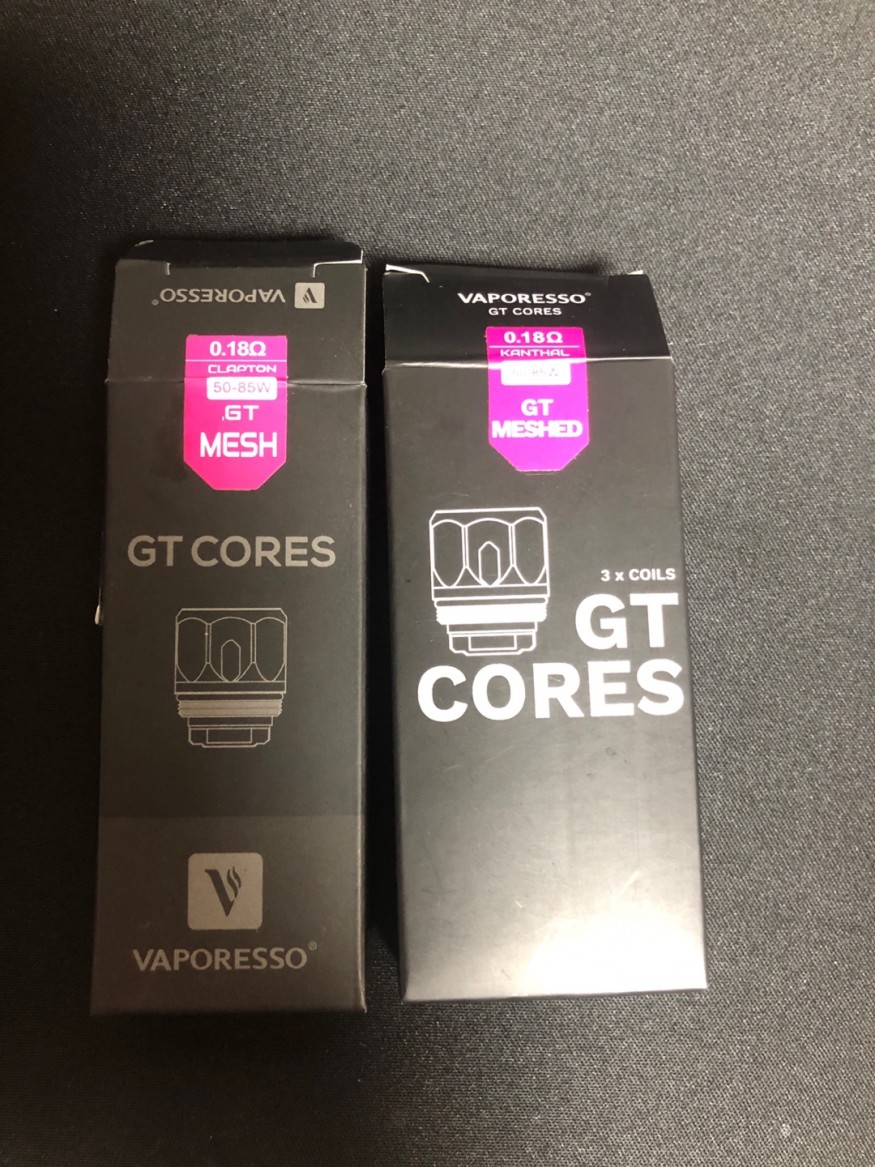 VAPORESSO®
0.18Ω
CLAPTON
50-85W
GT
MESH
GT CORES
VAPORESSO®
VAPORESSO®
GT CORES
0.18Ω
KANTHAL
GT
MESHED
3 x COILS
GT
CORES